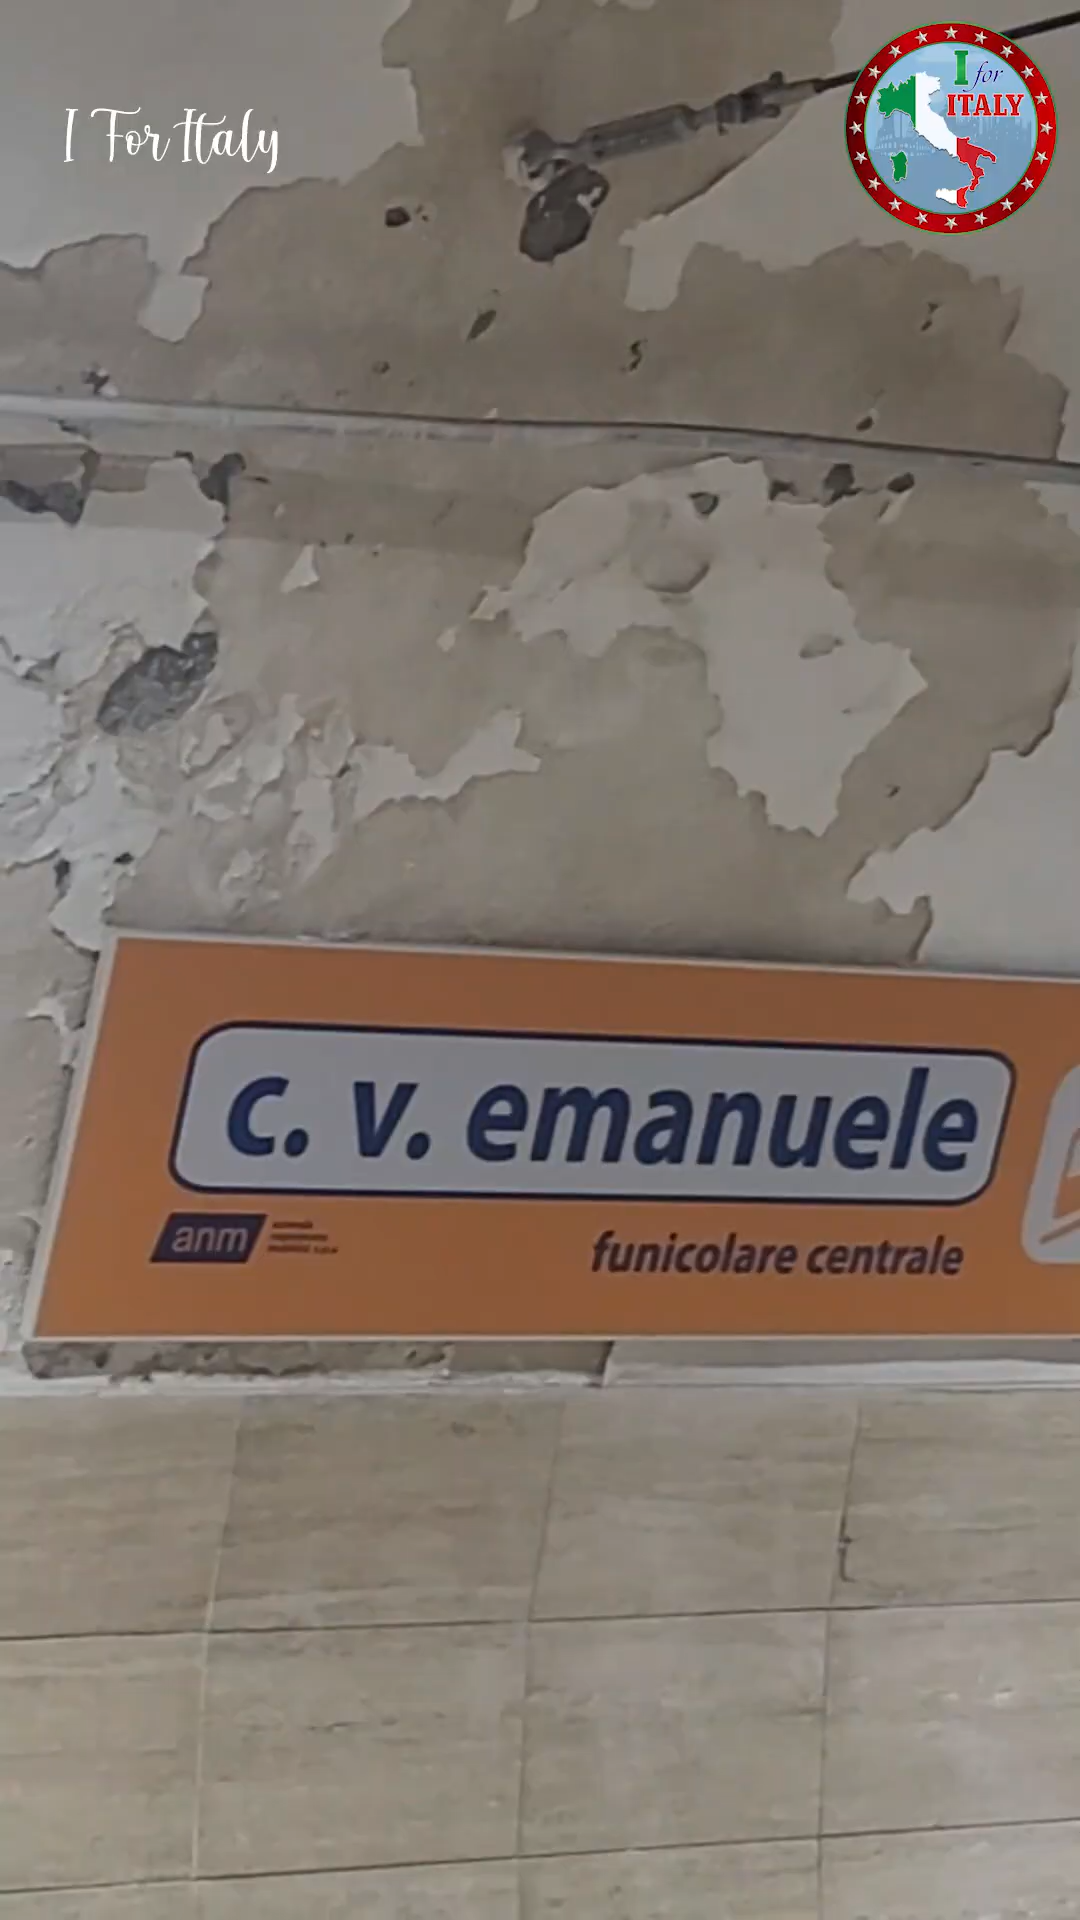 I For Italy
I for
ITALY
c. v. emanuele
anm
funicolare centrale